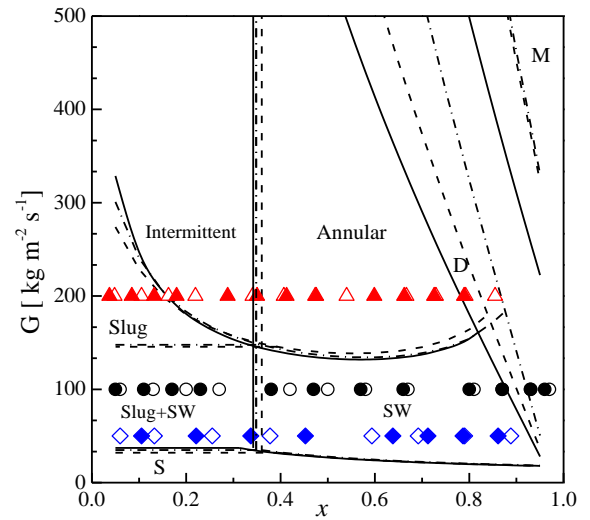 500
M
400
300
Intermittent
Annular
D
G [ kg m⁻² s⁻¹]
200
Slug
100
Slug+SW
SW
S
0
0.0 0.2 0.4 0.6 0.8 1.0
x